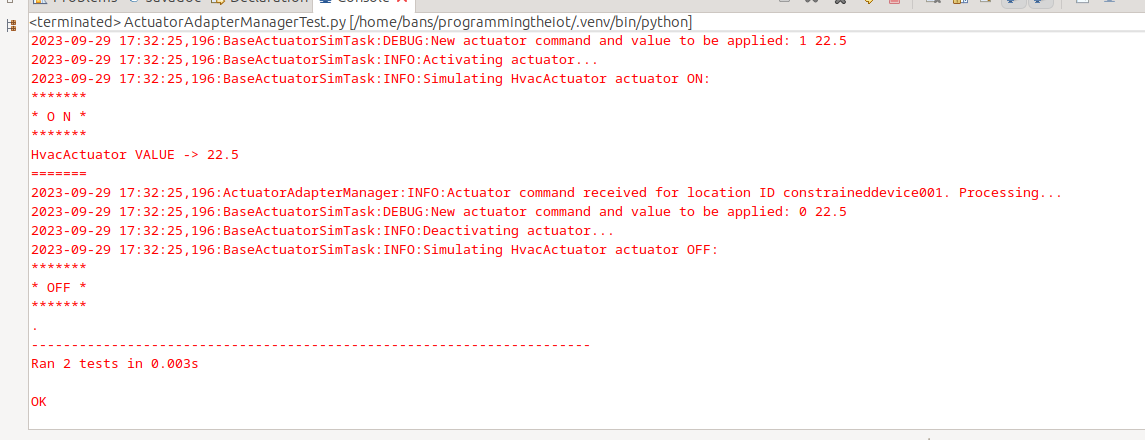 Problems Javadoc Declaration Console
<terminated> ActuatorAdapterManagerTest.py [/home/bans/programmingtheiot/.venv/bin/python]
2023-09-29 17:32:25,196:BaseActuatorSimTask:DEBUG:New actuator command and value to be applied: 1 22.5
2023-09-29 17:32:25,196:BaseActuatorSimTask:INFO:Activating actuator...
2023-09-29 17:32:25,196:BaseActuatorSimTask:INFO:Simulating HvacActuator actuator ON:
*******
* O N *
*******
HvacActuator VALUE -> 22.5
=======
2023-09-29 17:32:25,196:ActuatorAdapterManager:INFO:Actuator command received for location ID constraineddevice001. Processing...
2023-09-29 17:32:25,196:BaseActuatorSimTask:DEBUG:New actuator command and value to be applied: 0 22.5
2023-09-29 17:32:25,196:BaseActuatorSimTask:INFO:Deactivating actuator...
2023-09-29 17:32:25,196:BaseActuatorSimTask:INFO:Simulating HvacActuator actuator OFF:
*******
* OFF *
*******
.
----------------------------------------------------------------------
Ran 2 tests in 0.003s
OK